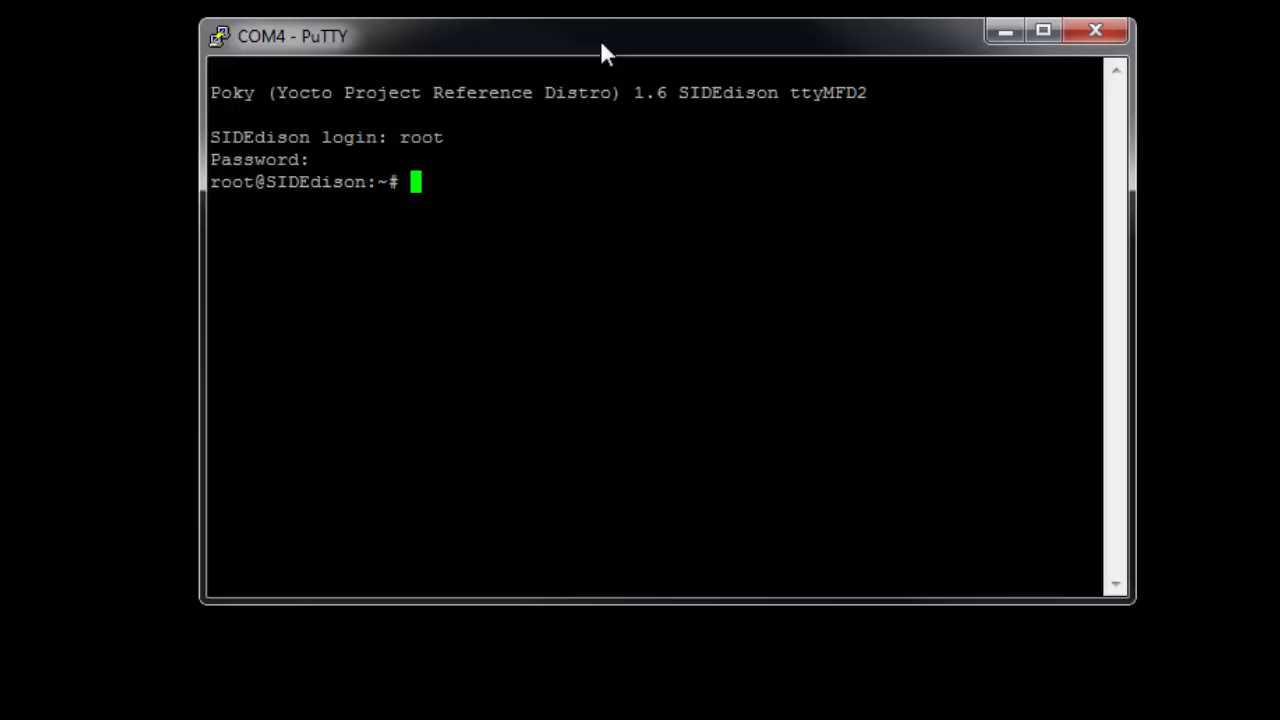 COM4 - PuTTY
Poky (Yocto Project Reference Distro) 1.6 SIDEdison ttyMFD2
SIDEdison login: root
Password:
root@SIDEdison:~#